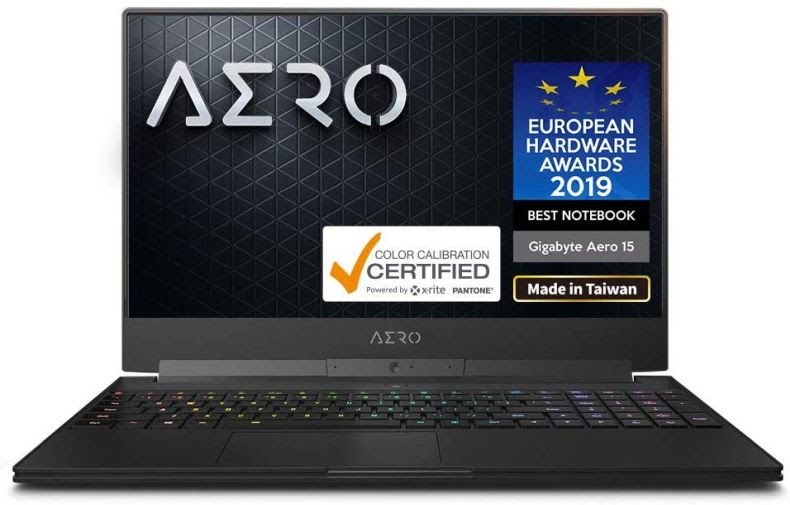 AERO
EUROPEAN
HARDWARE
AWARDS
2019
BEST NOTEBOOK
Gigabyte Aero 15
COLOR CALIBRATION
CERTIFIED
Powered by x-rite PANTONE®
Made in Taiwan
AERO